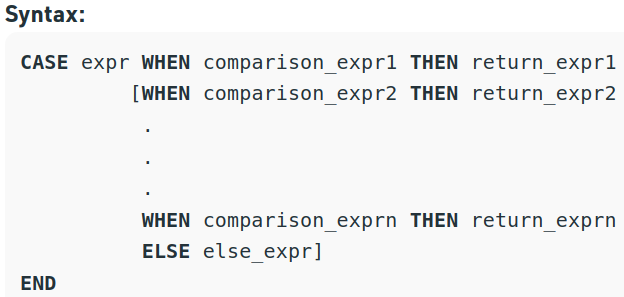 Syntax:
CASE expr WHEN comparison_expr1 THEN return_expr1
[WHEN comparison_expr2 THEN return_expr2
.
.
.
WHEN comparison_exprn THEN return_exprn
ELSE else_expr]
END